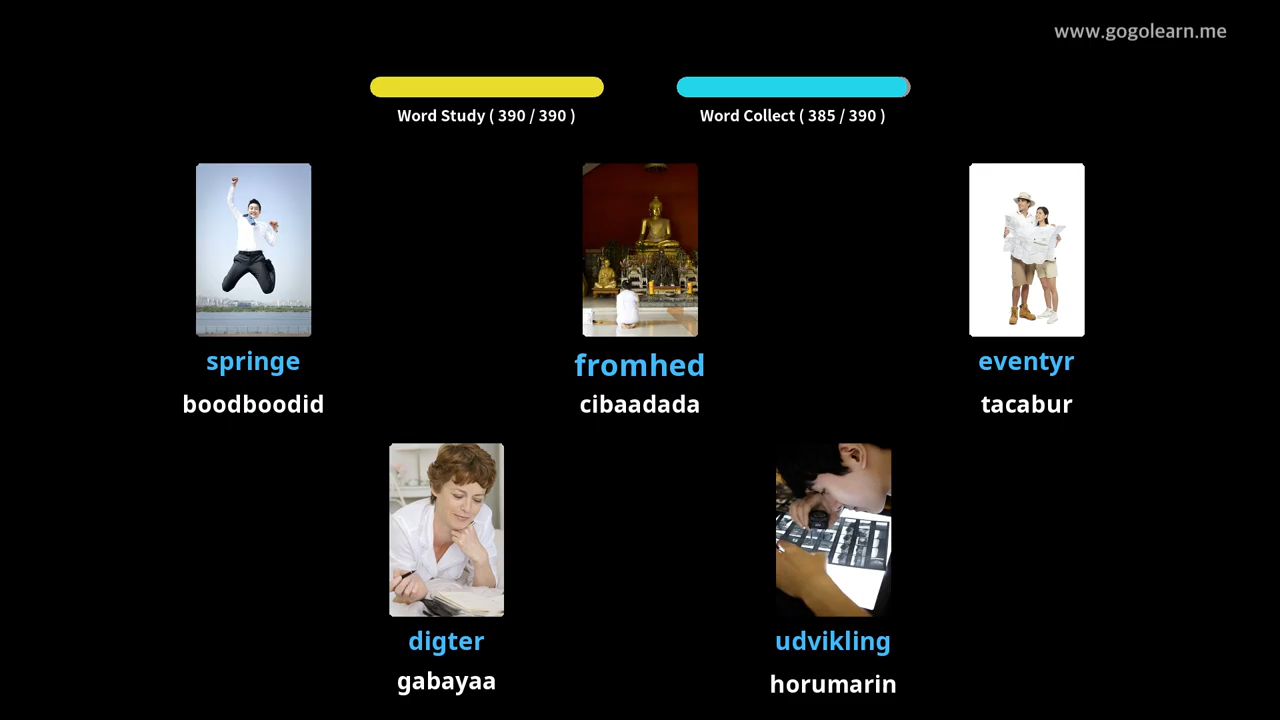 www.gogolearn.me
Word Study ( 390 / 390 )
Word Collect ( 385 / 390 )
springe
boodboodid
fromhed
cibaadada
eventyr
tacabur
digter
gabayaa
udvikling
horumarin